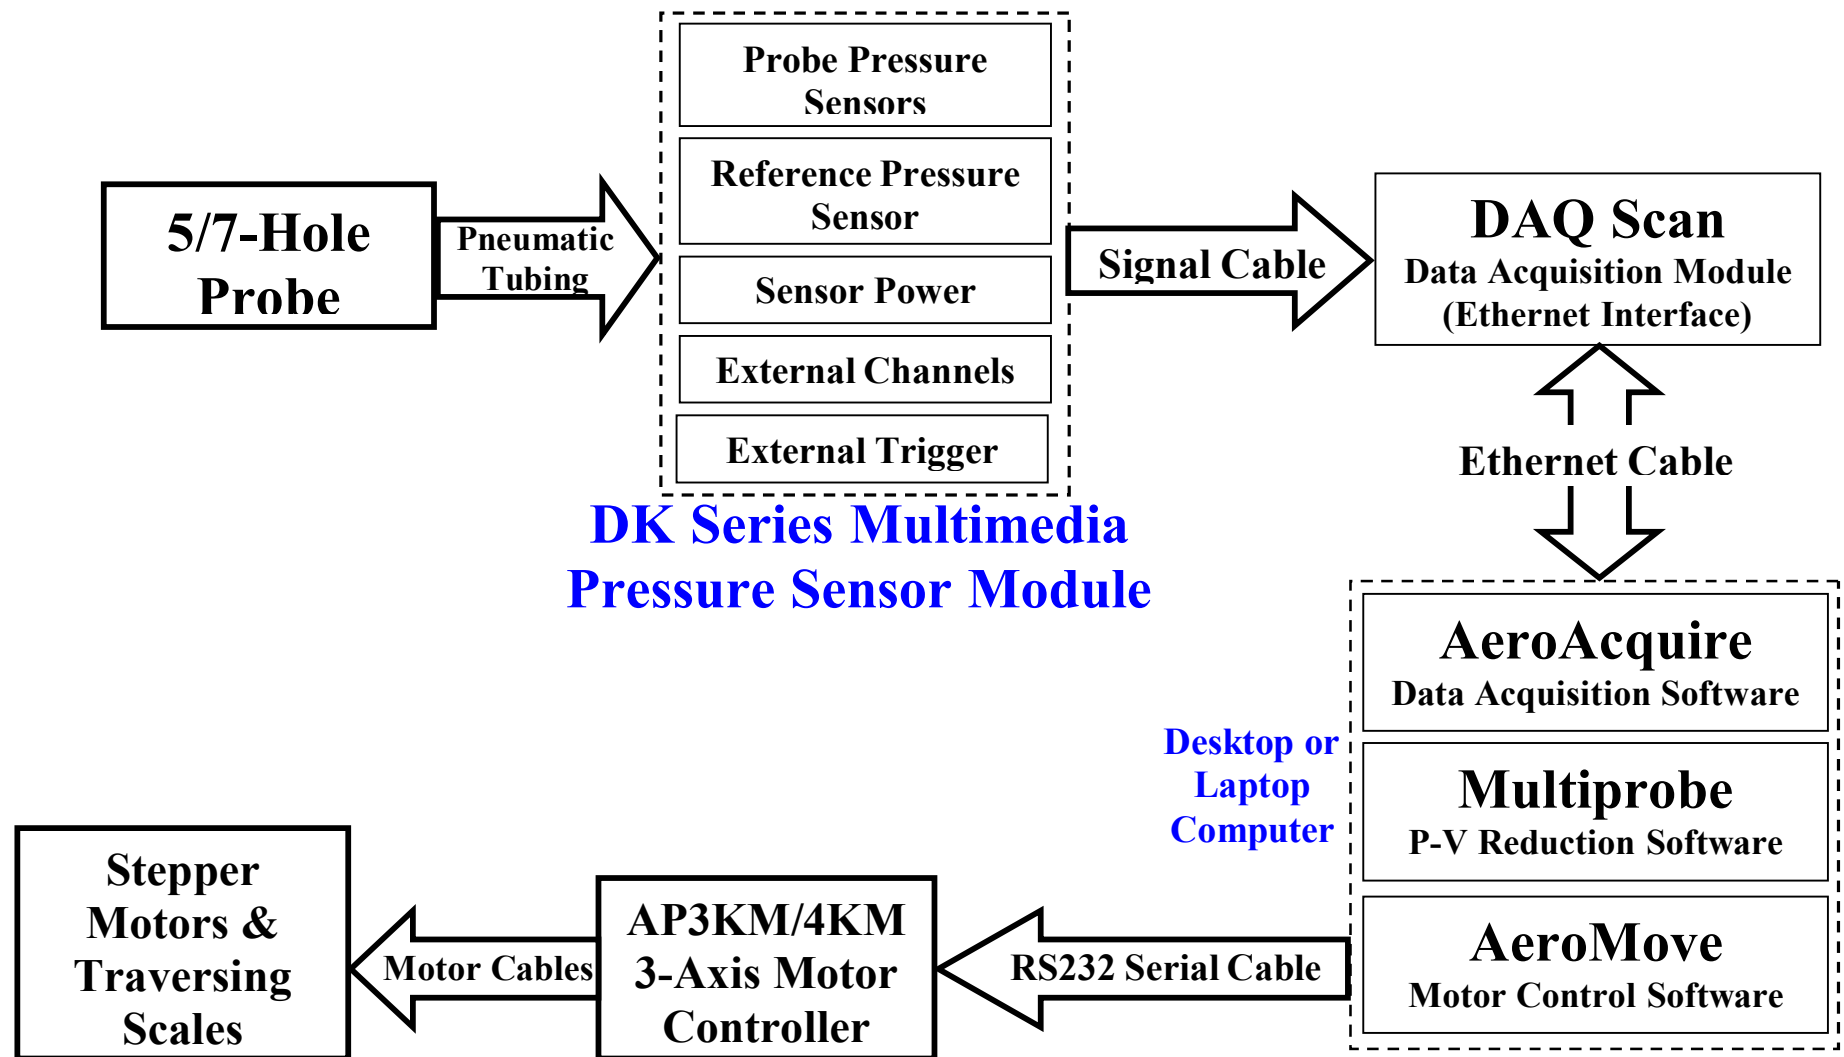 5/7-Hole
Probe
Pneumatic
Tubing
Probe Pressure
Sensors
Reference Pressure
Sensor
Sensor Power
External Channels
External Trigger
DK Series Multimedia
Pressure Sensor Module
Signal Cable
DAQ Scan
Data Acquisition Module
(Ethernet Interface)
Ethernet Cable
AeroAcquire
Data Acquisition Software
Multiprobe
P-V Reduction Software
AeroMove
Motor Control Software
Desktop or
Laptop
Computer
RS232 Serial Cable
AP3KM/4KM
3-Axis Motor
Controller
Motor Cables
Stepper
Motors &
Traversing
Scales